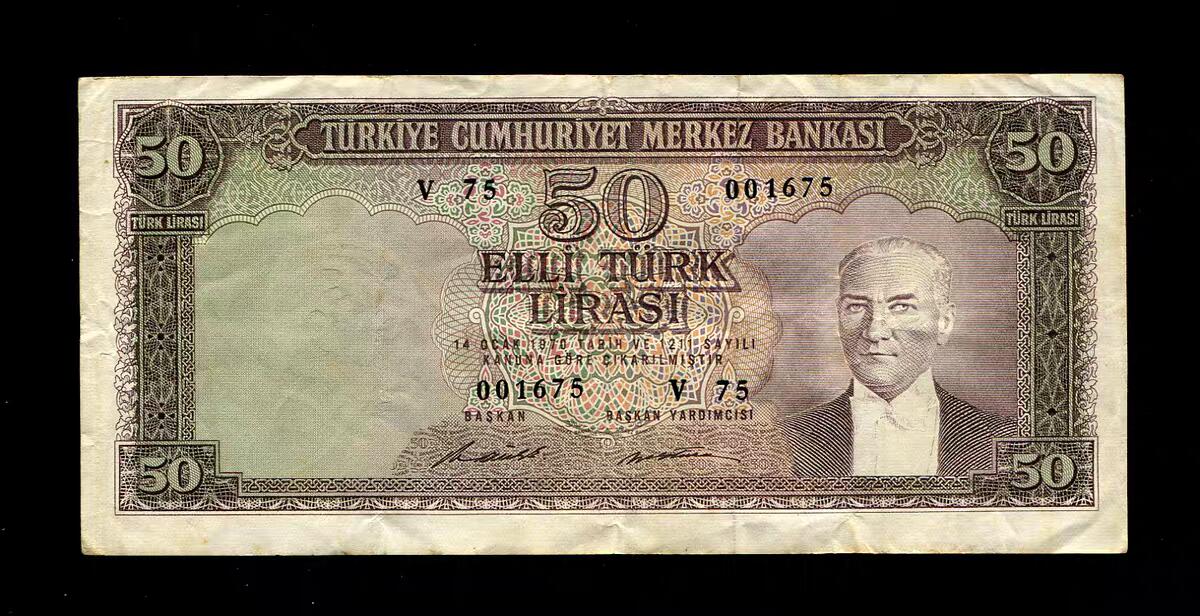 TÜRKİYE CUMHURİYET MERKEZ BANKASI
50
50
V 75
50
001675
TÜRK LİRASI
TÜRK LİRASI
ELLİ TÜRK
LİRASI
14 OCAK 1970 TARİH VE 1211 SAYILI
KANUNA GÖRE ÇIKARILMIŞTIR
001675
V 75
BAŞKAN
BAŞKAN YARDIMCISI
50
50